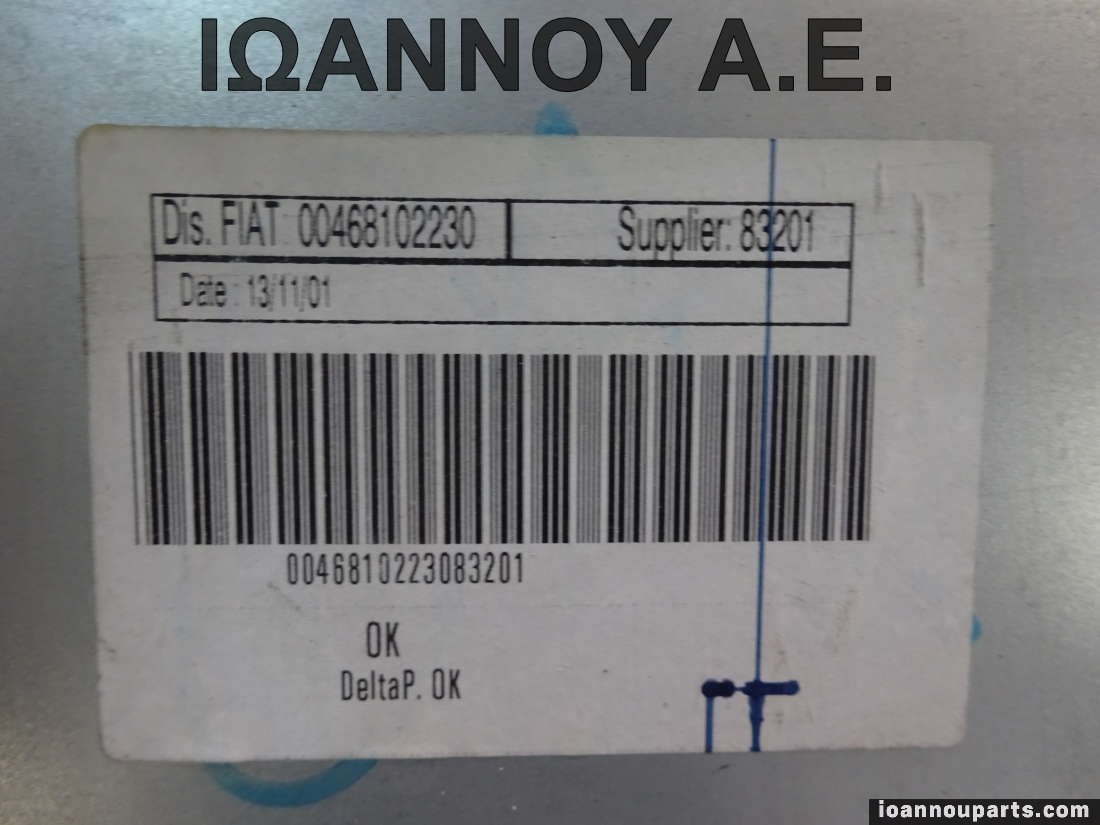 ΙΩΑΝΝΟΥ Α.Ε.
Dis. FIAT: 00468102230 Supplier: 83201
Date : 13/11/01
0046810223083201
OK
DeltaP. OK
ioannouparts.com